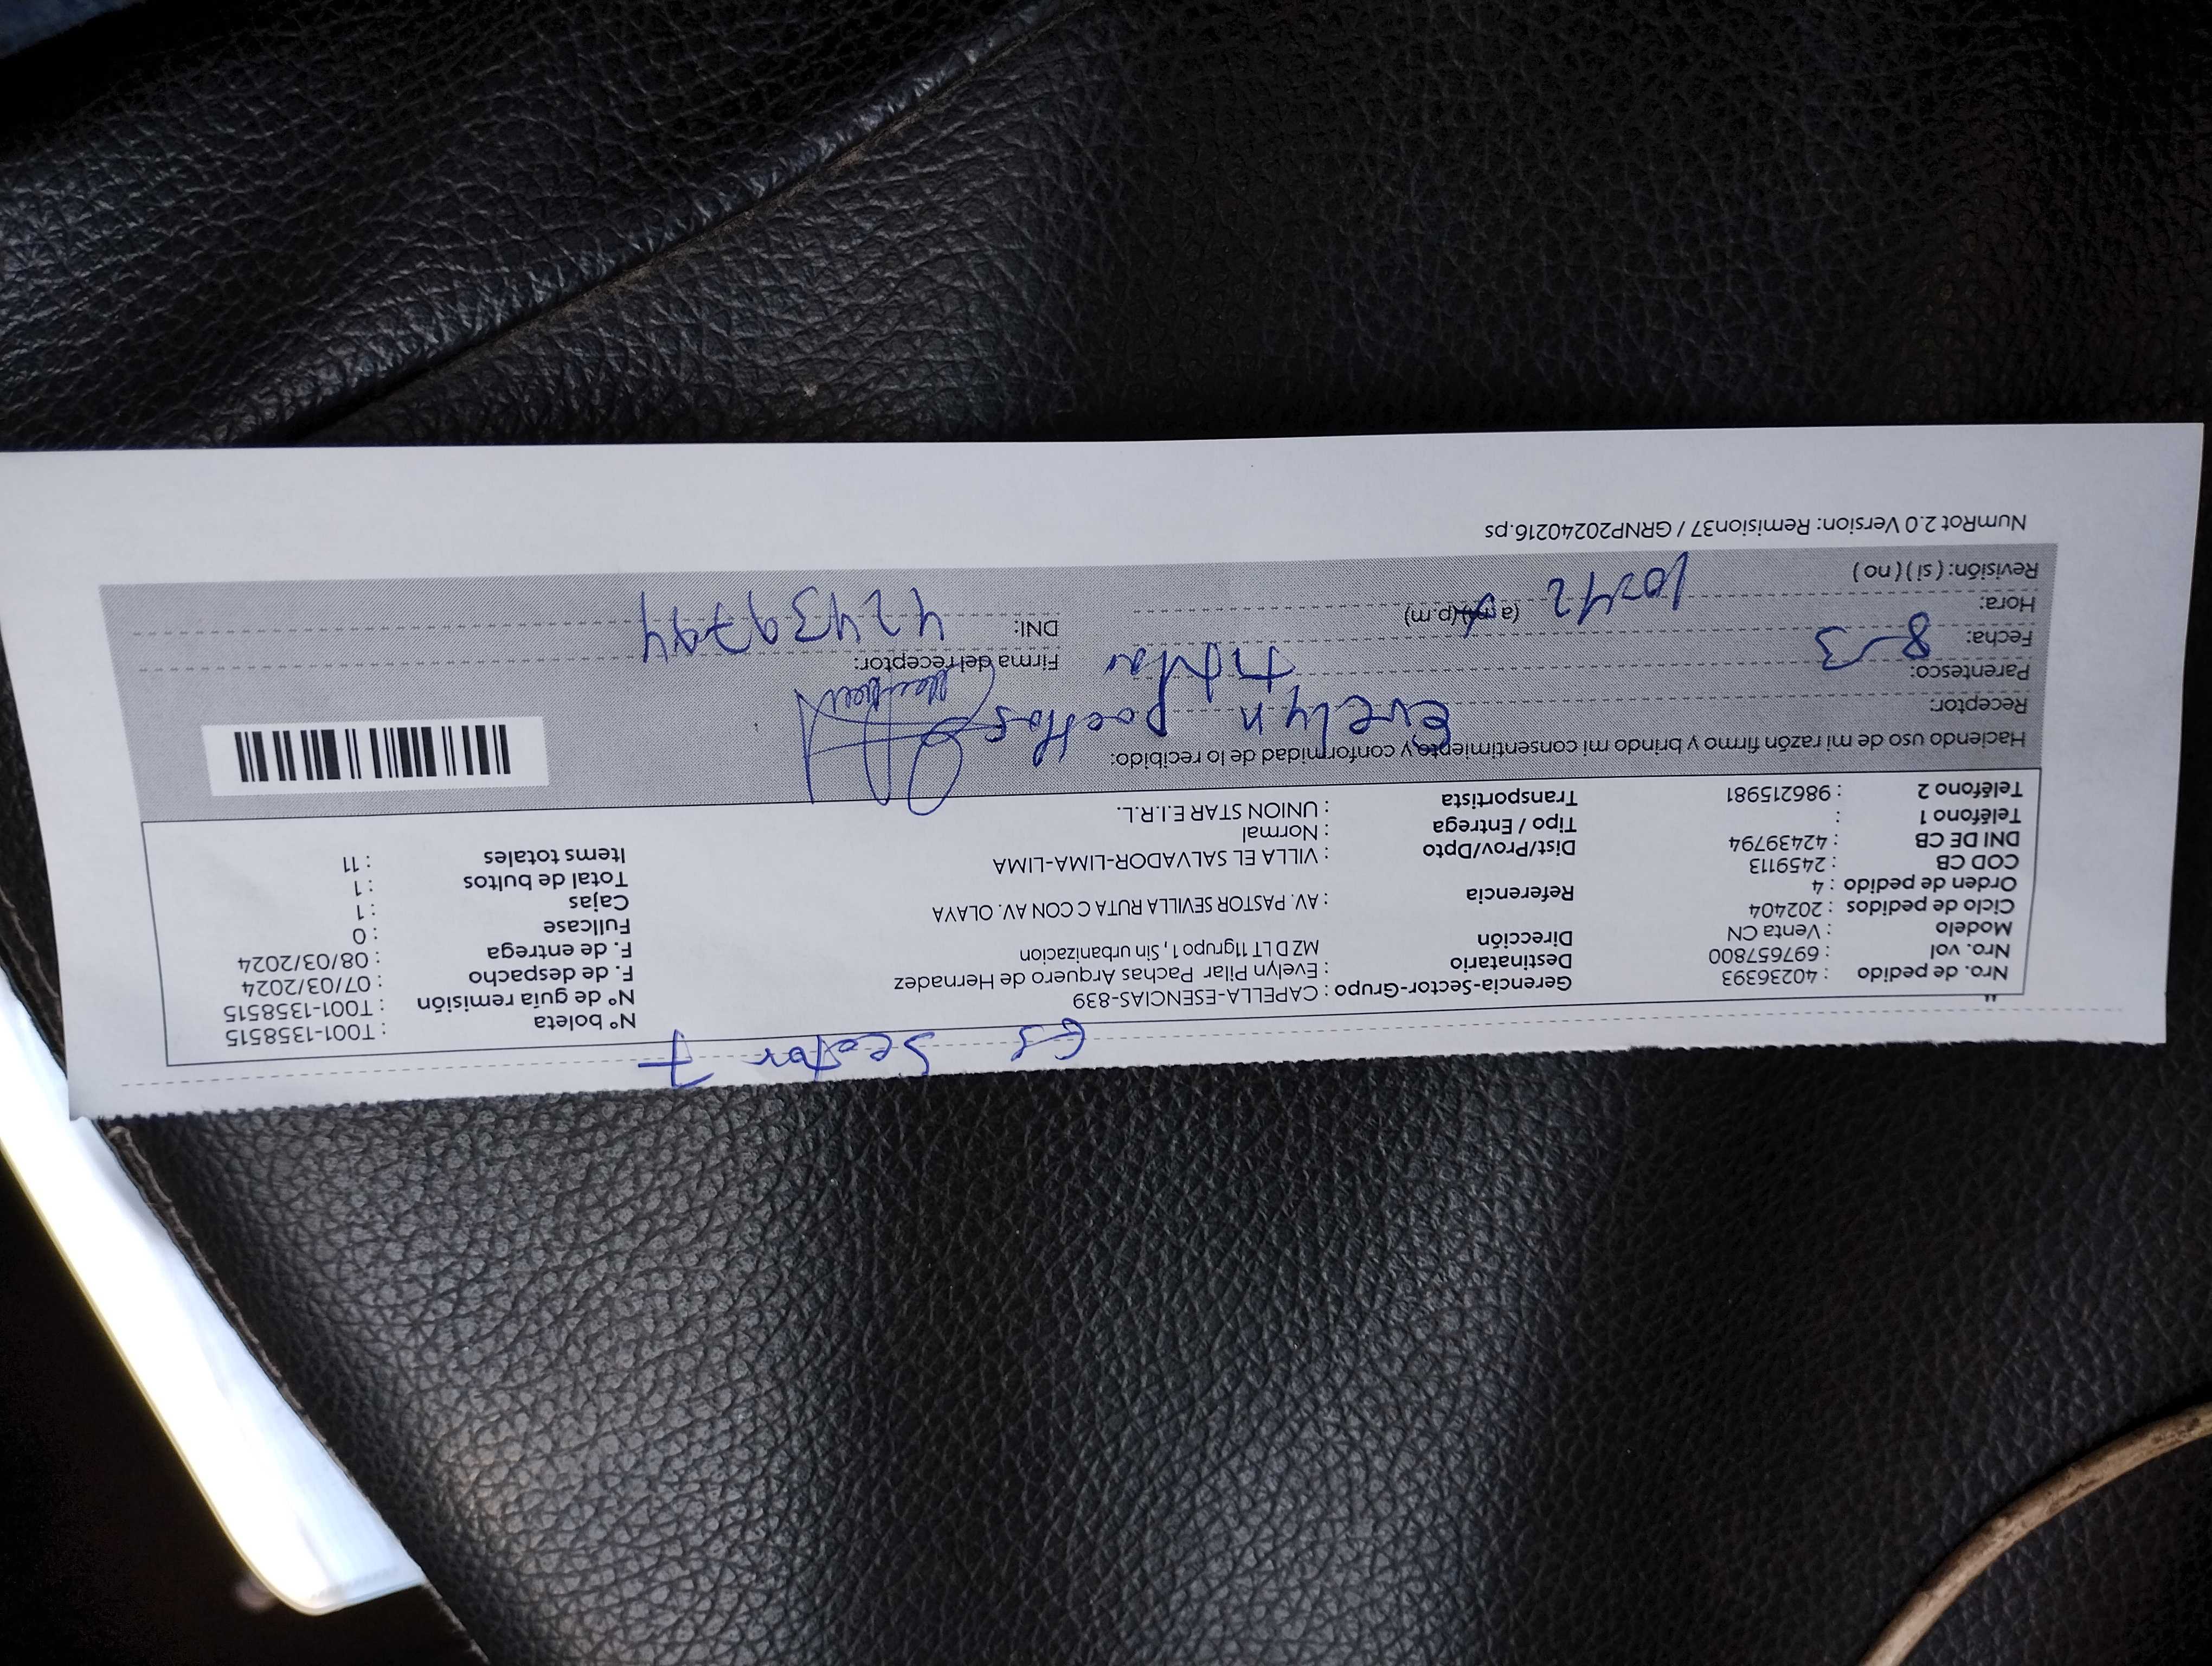 Es Sector 7
Nro. de pedido : 40236393 Gerencia-Sector-Grupo : CAPELLA-ESENCIAS-839 N° boleta : T001-1358515
Nro. vol : 697657800 Destinatario : Evelyn Pilar Pachas Arquero de Hernadez N° de guía remisión : T001-1358515
Modelo : Venta CN Dirección MZ D LT 11grupo 1, Sin urbanizacion F. de despacho : 07/03/2024
Ciclo de pedidos : 202404 F. de entrega : 08/03/2024
Orden de pedido : 4 Referencia : AV. PASTOR SEVILLA RUTA C CON AV. OLAYA Fullcase : 0
COD CB : 2459113 Cajas : 1
DNI DE CB : 42439794 Dist/Prov/Dpto : VILLA EL SALVADOR-LIMA-LIMA Total de bultos : 1
Teléfono 1 : Tipo / Entrega : Normal Items totales : 11
Teléfono 2 : 986215981 Transportista : UNION STAR E.I.R.L.
Haciendo uso de mi razón firmo y brindo mi consentimiento y conformidad de lo recibido:
Receptor: Evelyn pachas
Parentesco: titular Firma del receptor:
Fecha: 8-3 DNI: 42439794
Hora: 10:42 (a.m)(p.m)
Revisión: ( si ) ( no )
NumRot 2.0 Version: Remision37 / GRNP20240216.ps